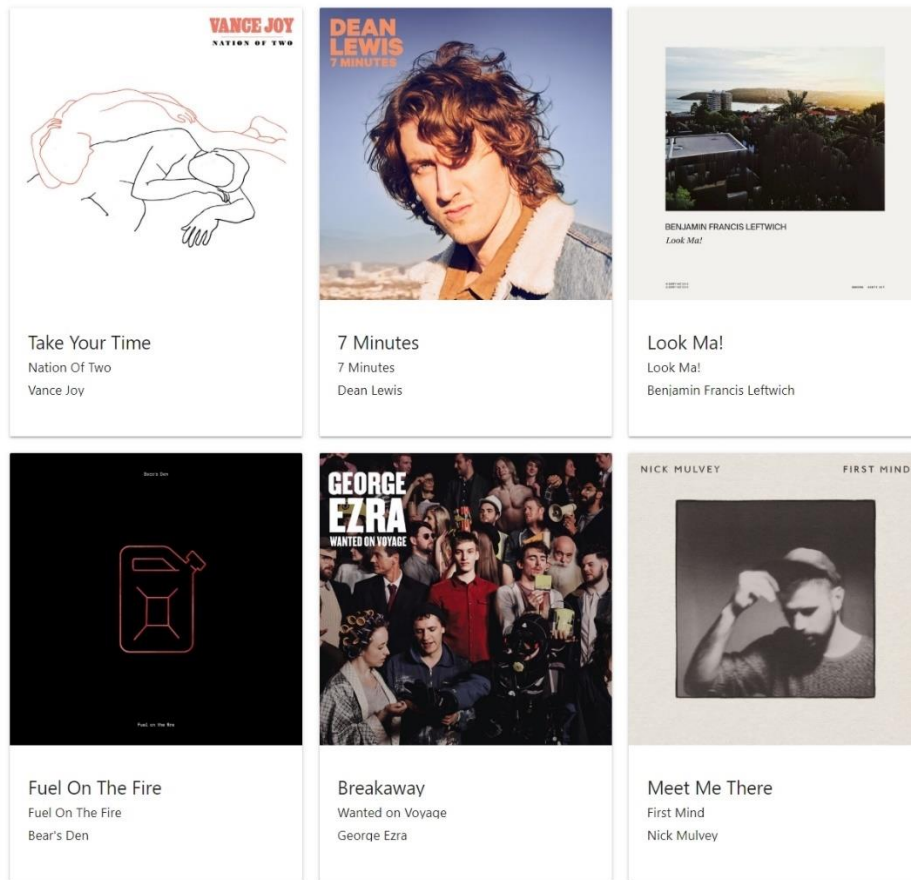 VANCE JOY
NATION OF TWO
DEAN
LEWIS
7 MINUTES
BENJAMIN FRANCIS LEFTWICH
Look Ma!
Take Your Time
Nation Of Two
Vance Joy
7 Minutes
7 Minutes
Dean Lewis
Look Ma!
Look Ma!
Benjamin Francis Leftwich
Bear's Den
Fuel on the fire
GEORGE
EZRA
WANTED ON VOYAGE
NICK MULVEY
FIRST MIND
Fuel On The Fire
Fuel On The Fire
Bear's Den
Breakaway
Wanted on Voyage
George Ezra
Meet Me There
First Mind
Nick Mulvey